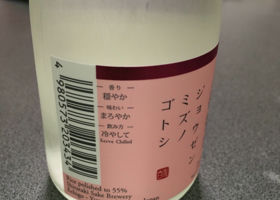 ジョウゼン
ミズノ
ゴトシ
香り
穏やか
味わい
まろやか
飲み方
冷やして
Serve Chilled
4 980573 203434
polished to 55%
Sake Brewery